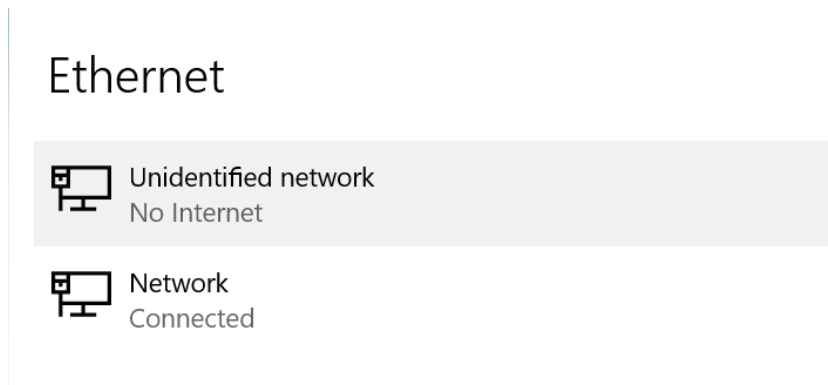 Ethernet
Unidentified network
No Internet
Network
Connected